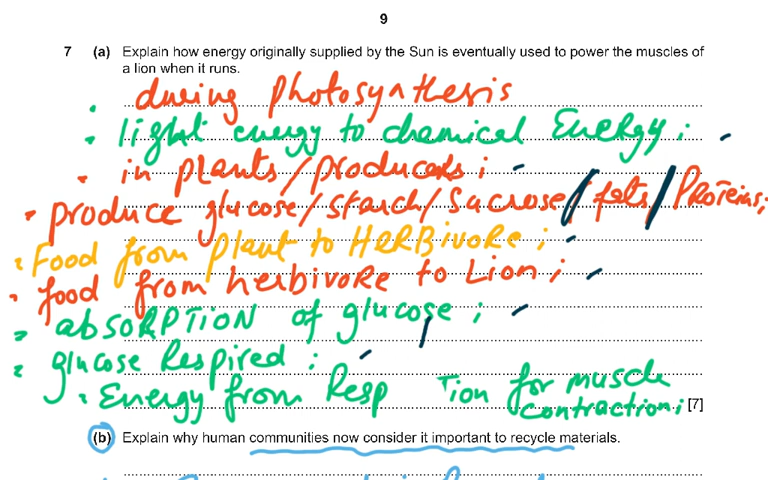 9
7 (a) Explain how energy originally supplied by the Sun is eventually used to power the muscles of
a lion when it runs.
during photosynthesis
light energy to chemical Energy;
in plants/producers;
produce glucose/starch/Sucrose/fats/Proteins;
Food from plant to HERBivore;
food from herbivore to Lion;
absORPTION of glucose;
glucose Respired;
Energy from Resp tion for muscle
contraction; [7]
(b) Explain why human communities now consider it important to recycle materials.